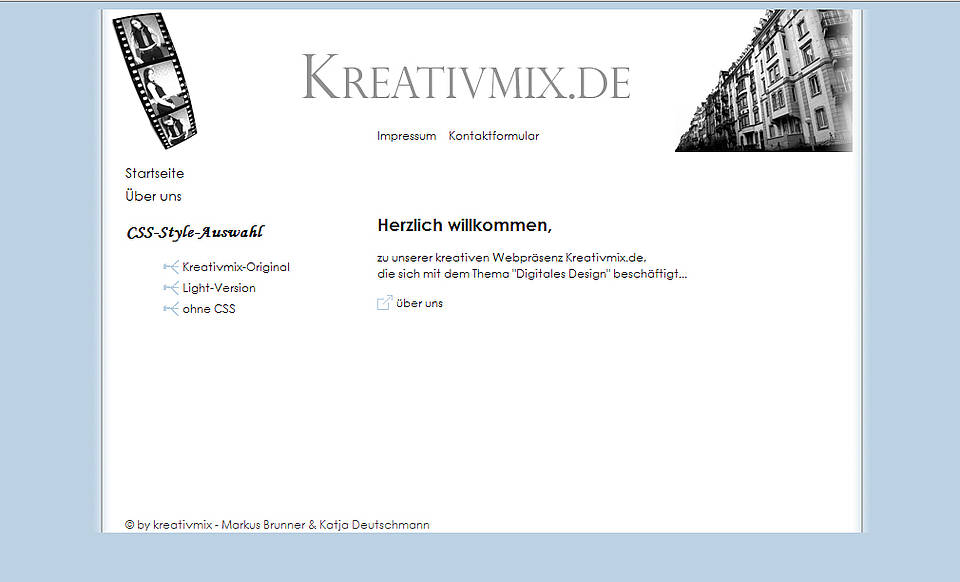 KREATIVMIX.DE
Impressum Kontaktformular
Startseite
Über uns
CSS-Style-Auswahl
Kreativmix-Original
Light-Version
ohne CSS
Herzlich willkommen,
zu unserer kreativen Webpräsenz Kreativmix.de,
die sich mit dem Thema "Digitales Design" beschäftigt...
über uns
© by kreativmix - Markus Brunner & Katja Deutschmann